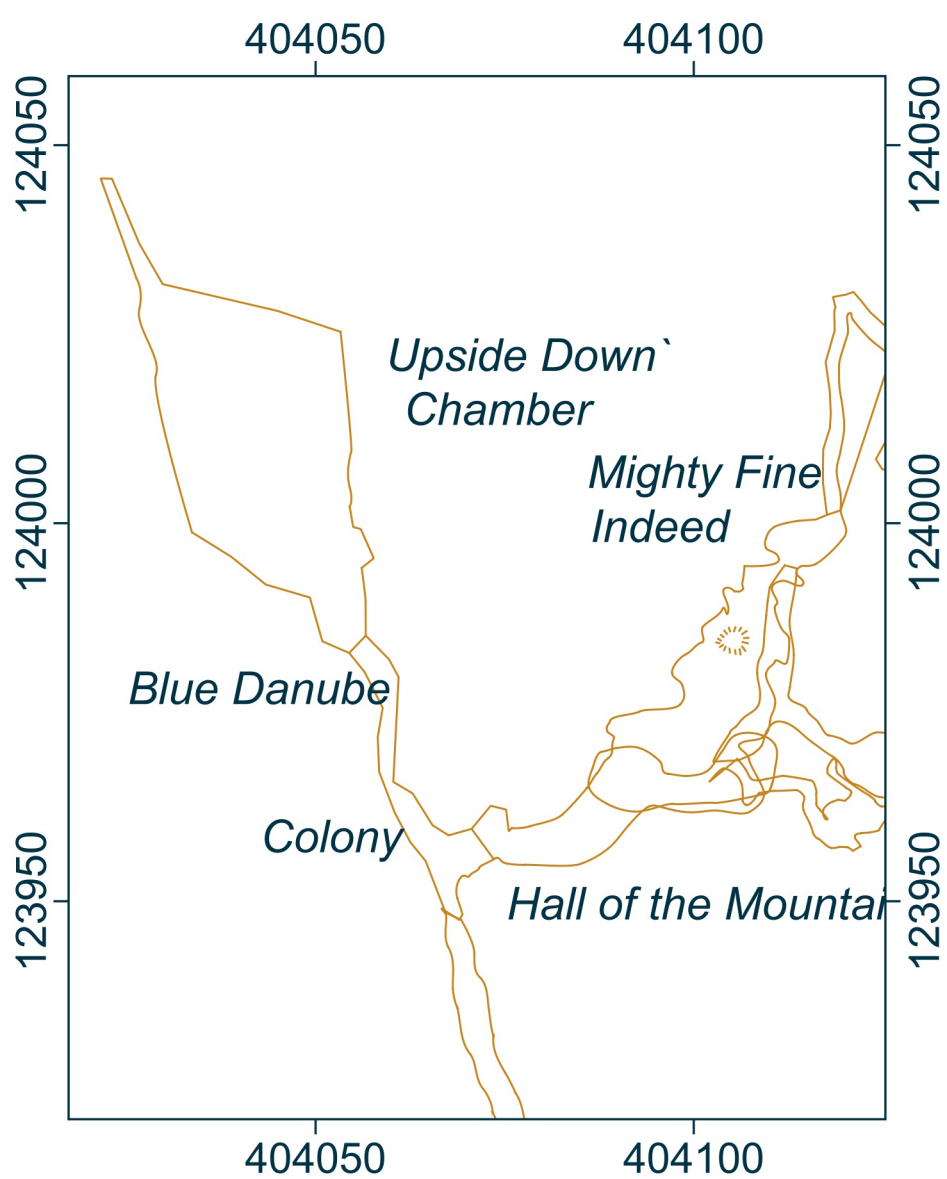 404050 404100
124050 124050
Upside Down`
Chamber
Mighty Fine
Indeed
124000 124000
Blue Danube
Colony
Hall of the Mountai
123950 123950
404050 404100